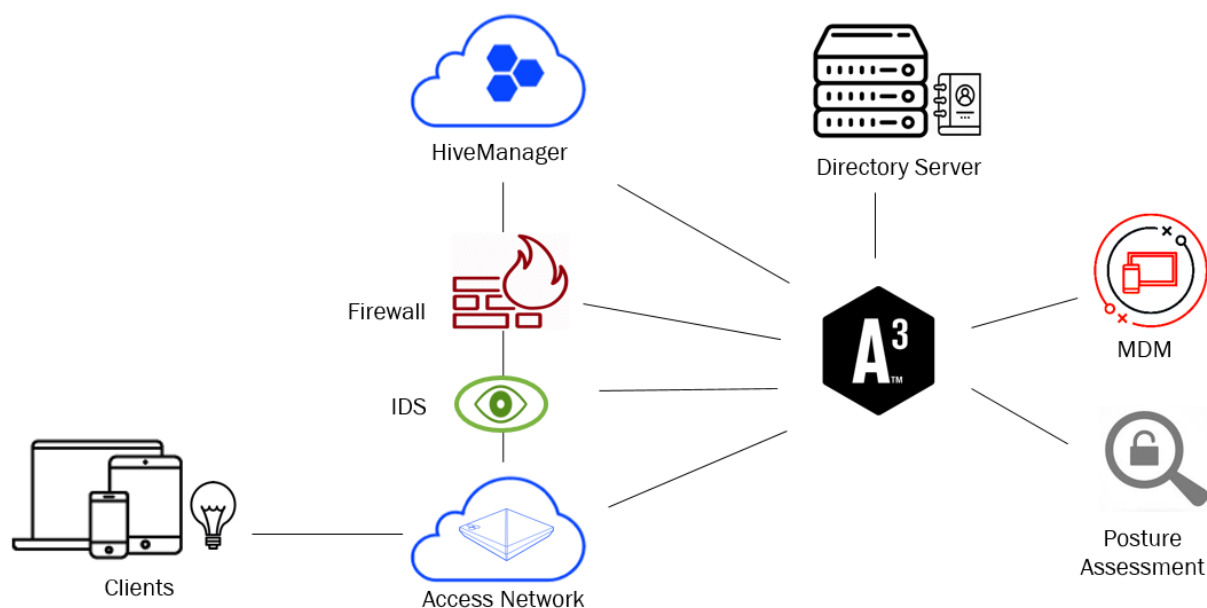 HiveManager
Directory Server
Firewall
A3
TM
MDM
IDS
Posture
Assessment
Clients
Access Network